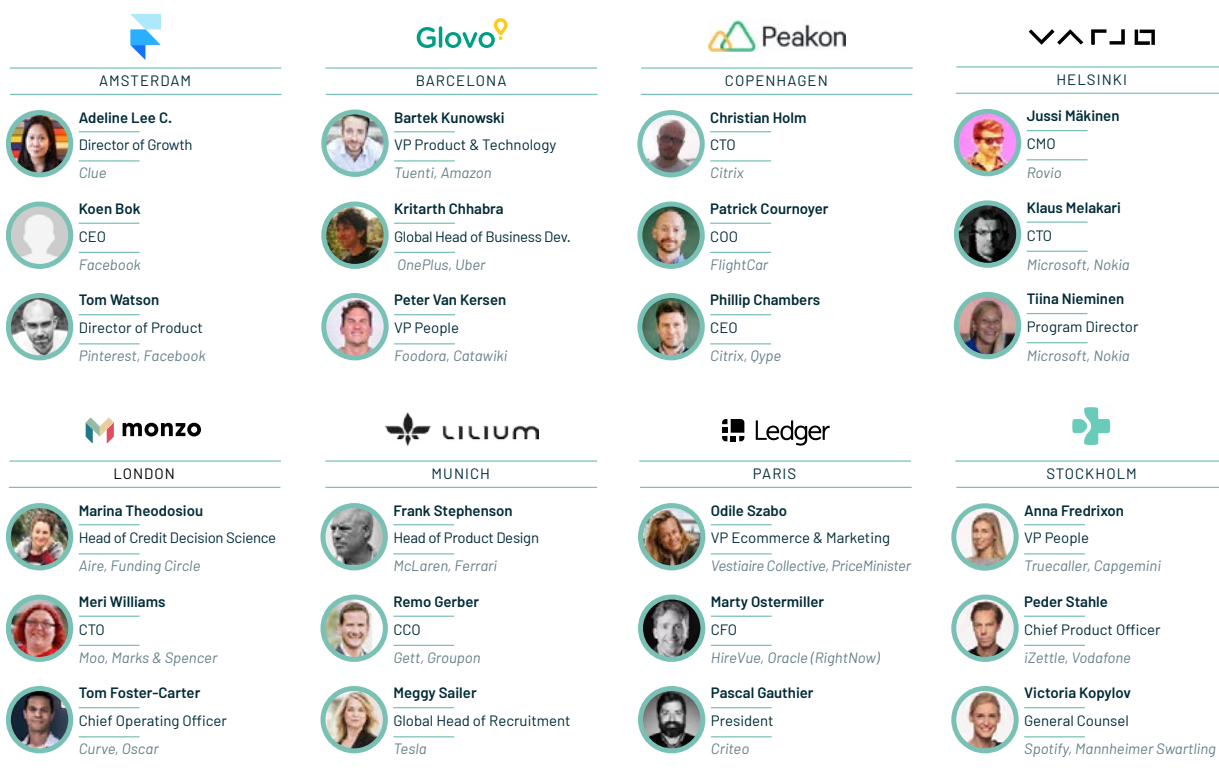 Glovo
Peakon
VARJO
AMSTERDAM
BARCELONA
COPENHAGEN
HELSINKI
Adeline Lee C.
Director of Growth
Clue
Koen Bok
CEO
Facebook
Tom Watson
Director of Product
Pinterest, Facebook
Bartek Kunowski
VP Product & Technology
Tuenti, Amazon
Kritarth Chhabra
Global Head of Business Dev.
OnePlus, Uber
Peter Van Kersen
VP People
Foodora, Catawiki
Christian Holm
CTO
Citrix
Patrick Cournoyer
COO
FlightCar
Phillip Chambers
CEO
Citrix, Qype
Jussi Mäkinen
CMO
Rovio
Klaus Melakari
CTO
Microsoft, Nokia
Tiina Nieminen
Program Director
Microsoft, Nokia
monzo
LILIUM
Ledger
LONDON
MUNICH
PARIS
STOCKHOLM
Marina Theodosiou
Head of Credit Decision Science
Aire, Funding Circle
Meri Williams
CTO
Moo, Marks & Spencer
Tom Foster-Carter
Chief Operating Officer
Curve, Oscar
Frank Stephenson
Head of Product Design
McLaren, Ferrari
Remo Gerber
CCO
Gett, Groupon
Meggy Sailer
Global Head of Recruitment
Tesla
Odile Szabo
VP Ecommerce & Marketing
Vestiaire Collective, PriceMinister
Marty Ostermiller
CFO
HireVue, Oracle (RightNow)
Pascal Gauthier
President
Criteo
Anna Fredrixon
VP People
Truecaller, Capgemini
Peder Stahle
Chief Product Officer
iZettle, Vodafone
Victoria Kopylov
General Counsel
Spotify, Mannheimer Swartling